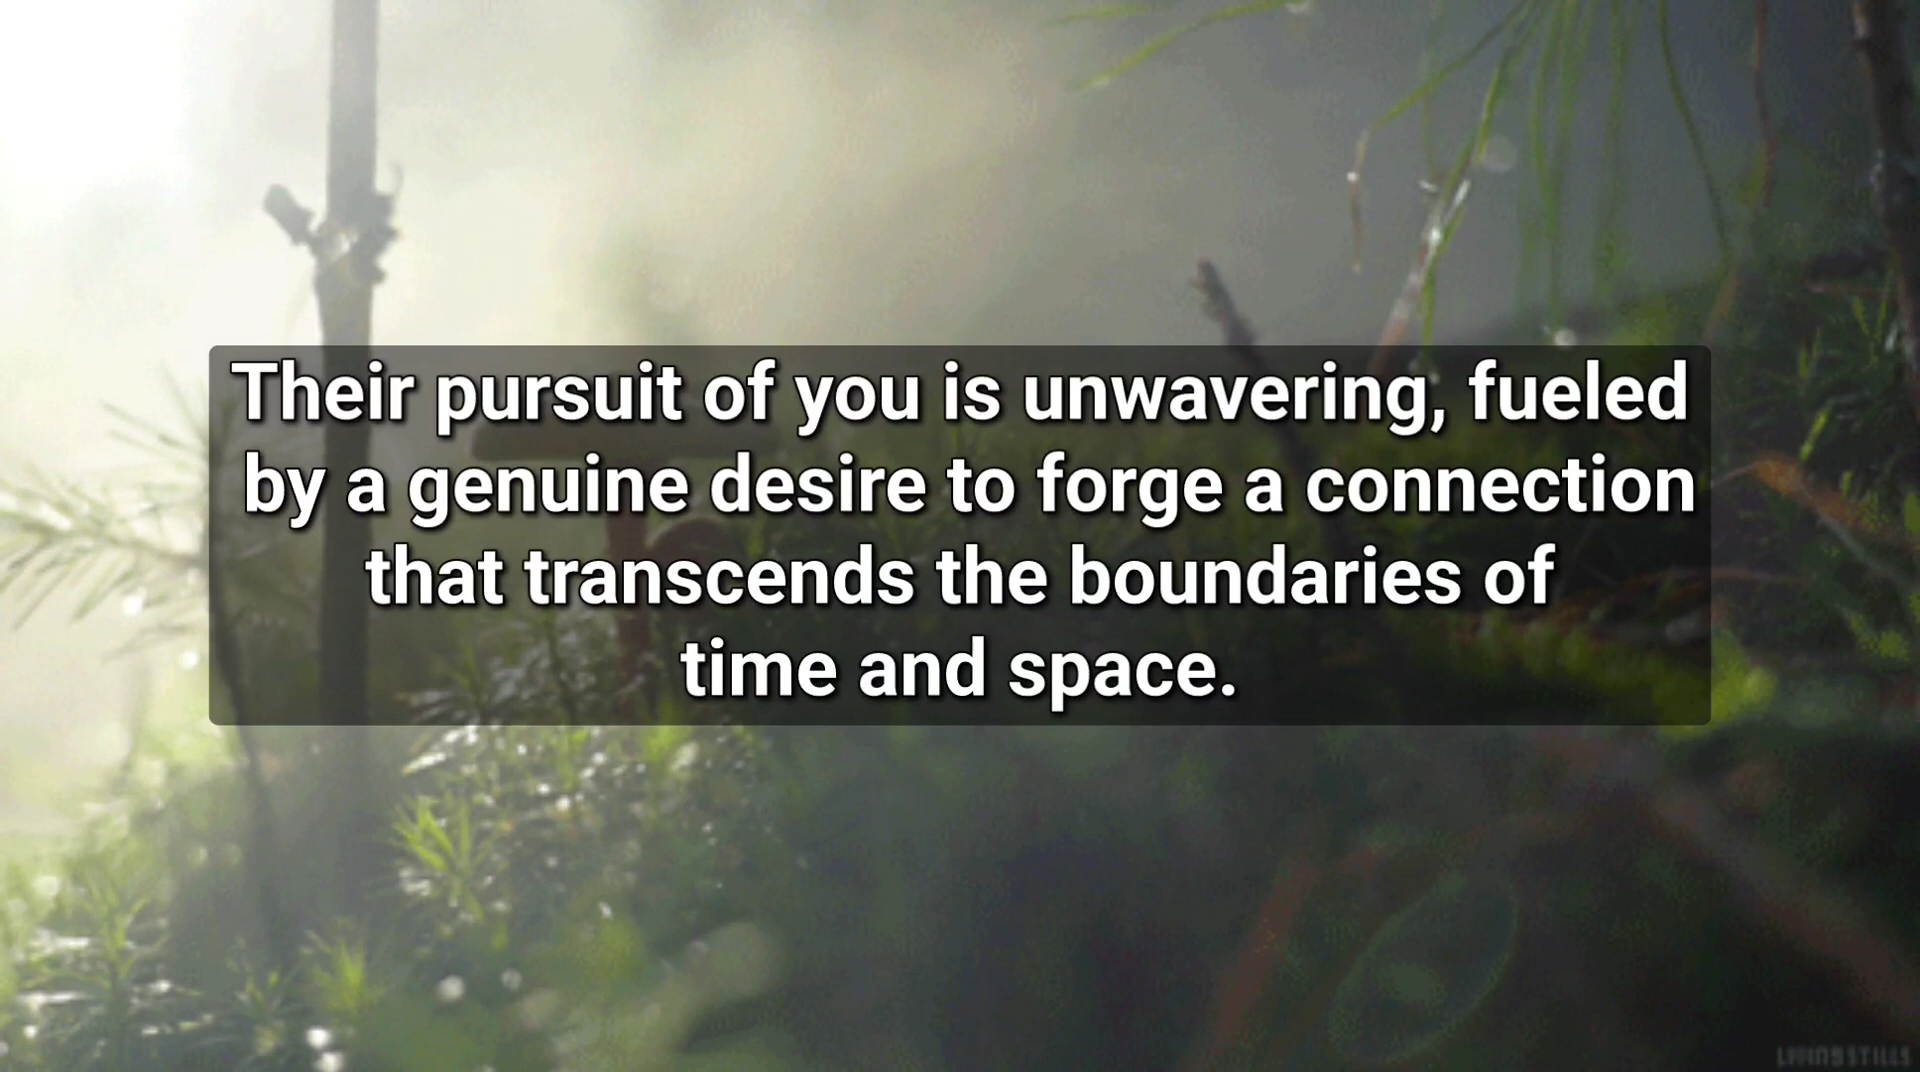 Their pursuit of you is unwavering, fueled
by a genuine desire to forge a connection
that transcends the boundaries of
time and space.
LIVINGSTILLS